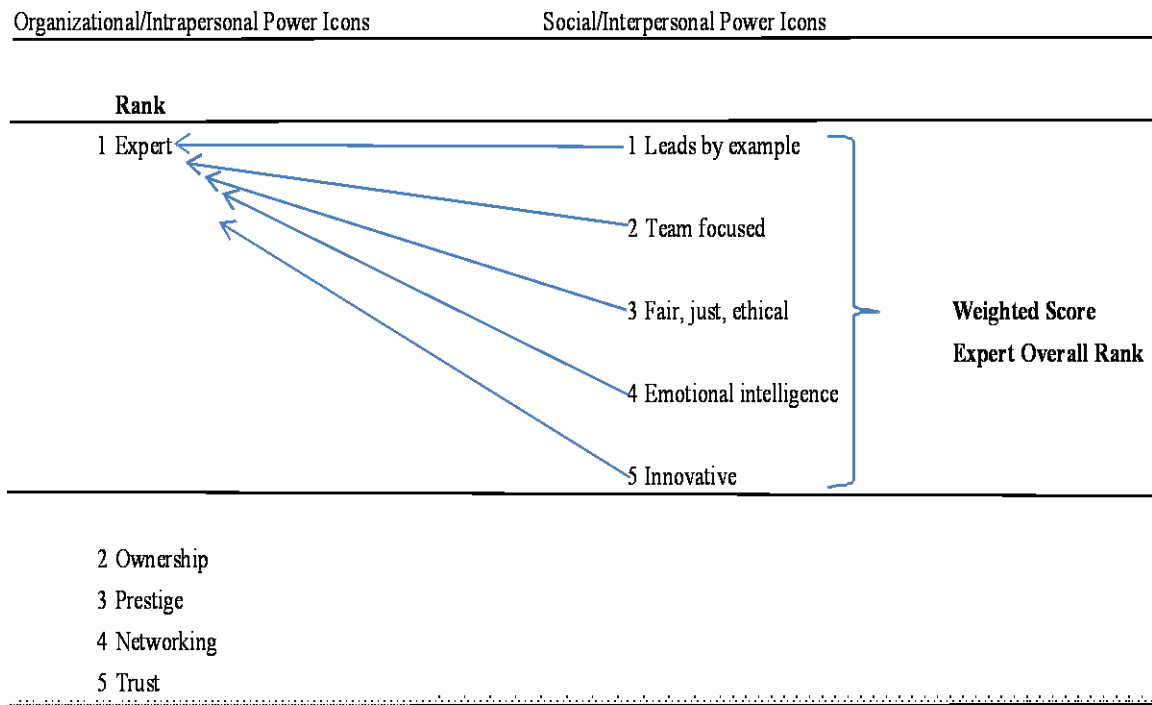 Organizational/Intrapersonal Power Icons Social/Interpersonal Power Icons
Rank
1 Expert 1 Leads by example
2 Team focused
3 Fair, just, ethical
Weighted Score
Expert Overall Rank
4 Emotional intelligence
5 Innovative
2 Ownership
3 Prestige
4 Networking
5 Trust